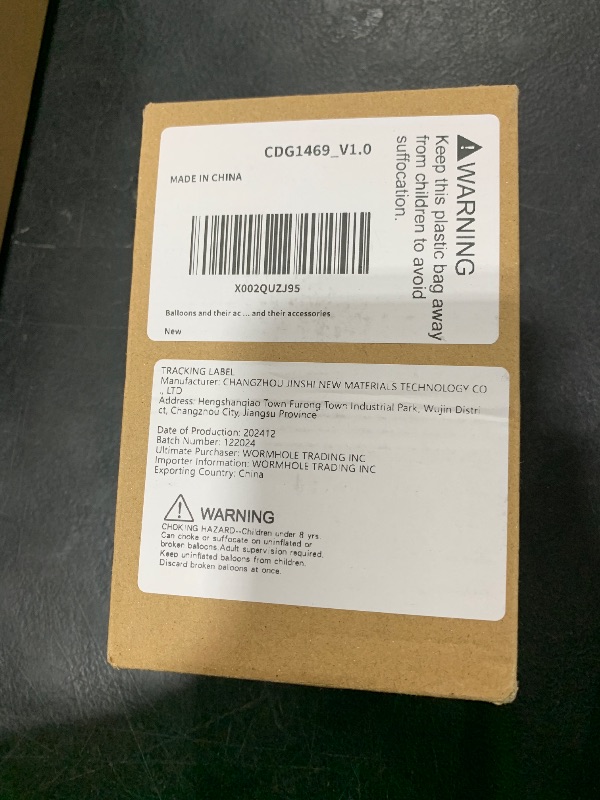 CDG1469_V1.0
MADE IN CHINA
X002QUZJ95
Balloons and their ac ... and their accessories
New
⚠WARNING
Keep this plastic bag away
from children to avoid
suffocation.
TRACKING LABEL
Manufacturer: CHANGZHOU JINSHI NEW MATERIALS TECHNOLOGY CO
., LTD
Address: Hengshanqiao Town Furong Town Industrial Park, Wujin Distri
ct, Changzhou City, Jiangsu Province
Date of Production: 202412
Batch Number: 122024
Ultimate Purchaser: WORMHOLE TRADING INC
Importer Information: WORMHOLE TRADING INC
Exporting Country: China
⚠ WARNING
CHOKING HAZARD--Children under 8 yrs
Can choke or suffocate on uninflated or
broken balloons.Adult supervision required.
Keep uninflated balloons from children.
Discard broken balloons at once.